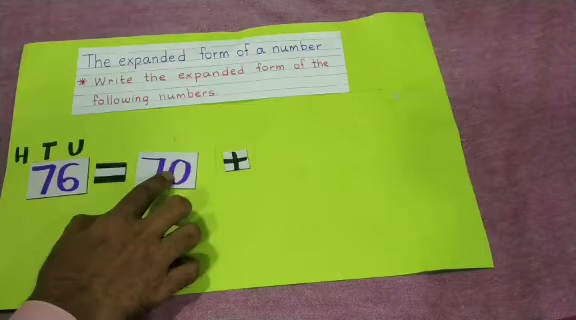 The expanded form of a number
* Write the expanded form of the
following numbers
H T U
76 = 70 +